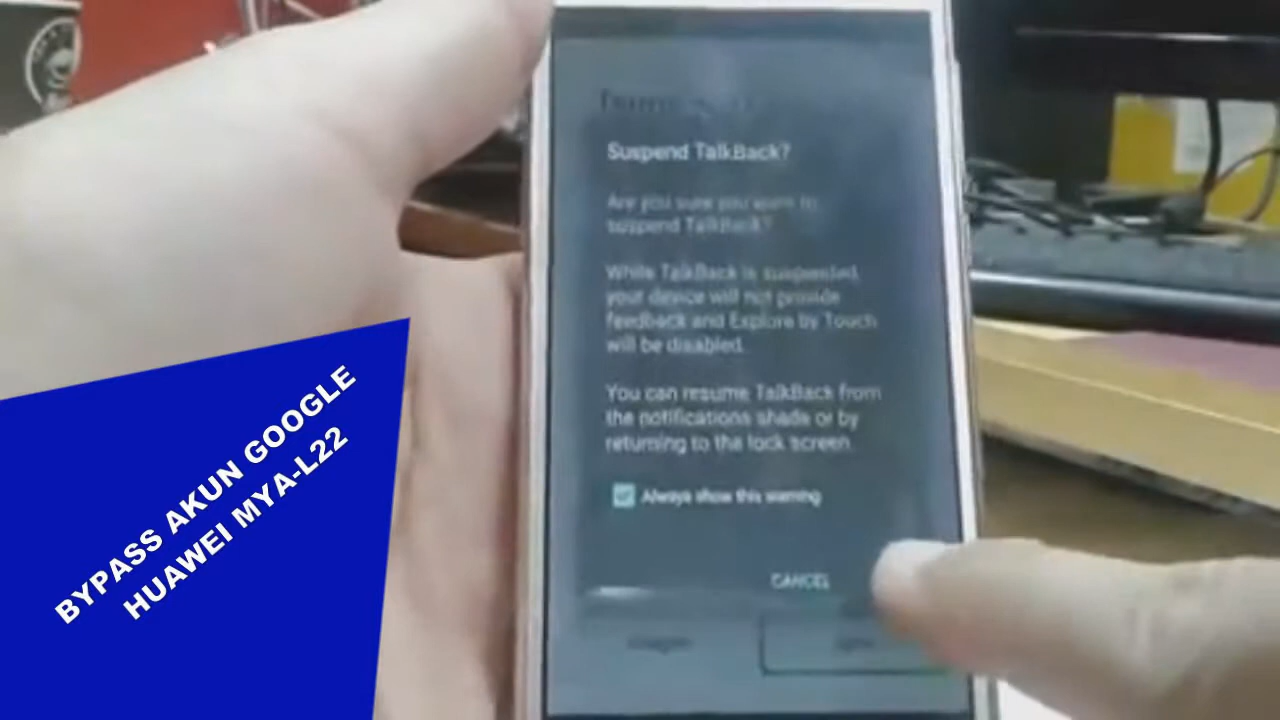 Suspend TalkBack?
Are you sure you want to
suspend TalkBack?
While TalkBack is suspended,
your device will not provide
feedback and Explore by Touch
will be disabled.
You can resume TalkBack from
the notifications shade or by
returning to the lock screen.
Always show this warning
CANCEL
BYPASS AKUN GOOGLE
HUAWEI MYA-L22